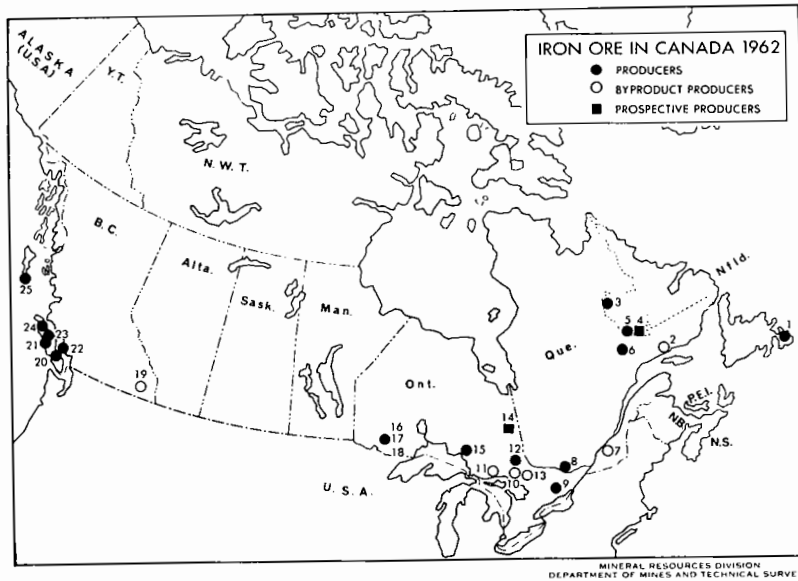 IRON ORE IN CANADA 1962
PRODUCERS
BYPRODUCT PRODUCERS
PROSPECTIVE PRODUCERS
ALASKA
(U.S.A)
Y.T.
N.W.T.
B.C.
Alta.
Sask.
Man.
Ont.
Que.
Nfld.
P.E.I.
N.B.
N.S.
U.S.A.
25
24
23
21
22
20
19
16
17
18
15
14
12
11
10
13
8
9
7
3
5
4
6
2
1
MINERAL RESOURCES DIVISION
DEPARTMENT OF MINES AND TECHNICAL SURVE